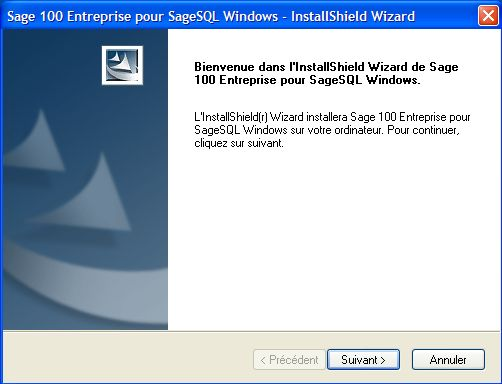 Sage 100 Entreprise pour SageSQL Windows - InstallShield Wizard
Bienvenue dans l'InstallShield Wizard de Sage
100 Entreprise pour SageSQL Windows.
L'InstallShield(r) Wizard installera Sage 100 Entreprise pour
SageSQL Windows sur votre ordinateur. Pour continuer,
cliquez sur suivant.
< Précédent Suivant > Annuler